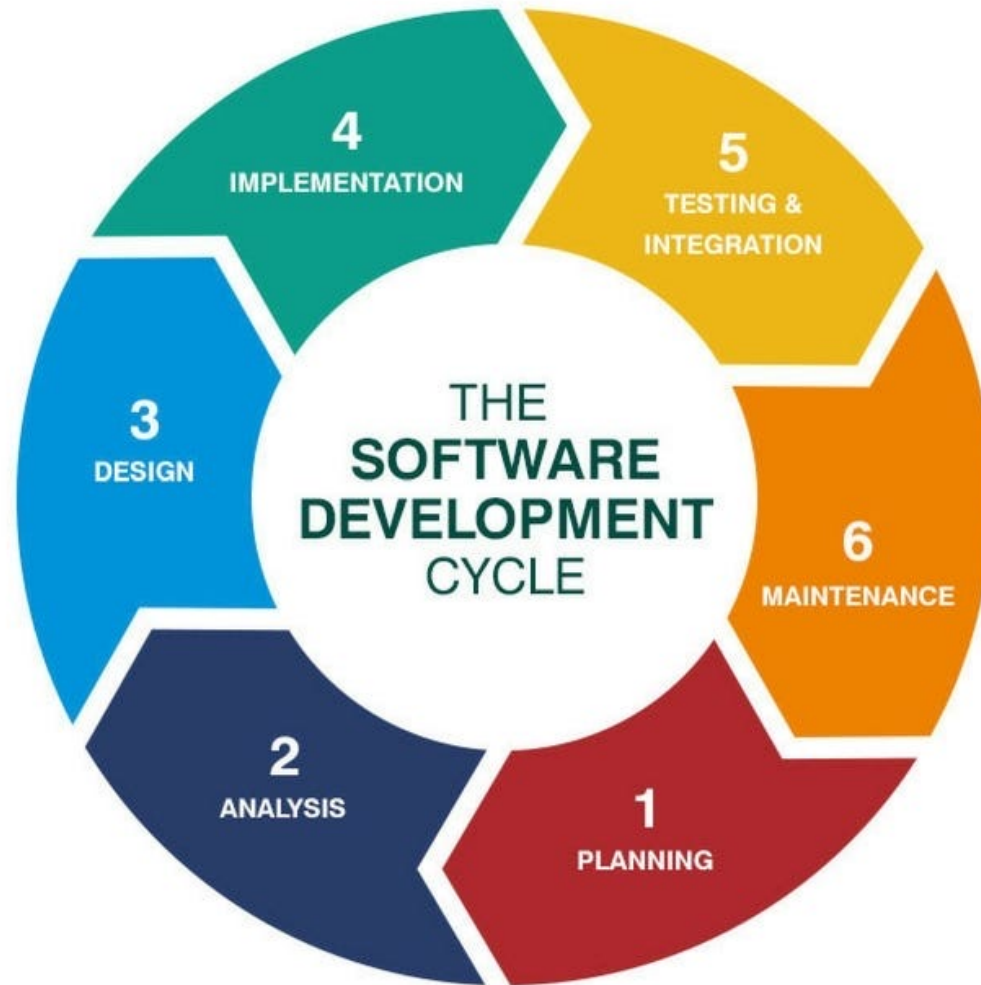 THE
SOFTWARE
DEVELOPMENT
CYCLE
1
PLANNING
2
ANALYSIS
3
DESIGN
4
IMPLEMENTATION
5
TESTING &
INTEGRATION
6
MAINTENANCE